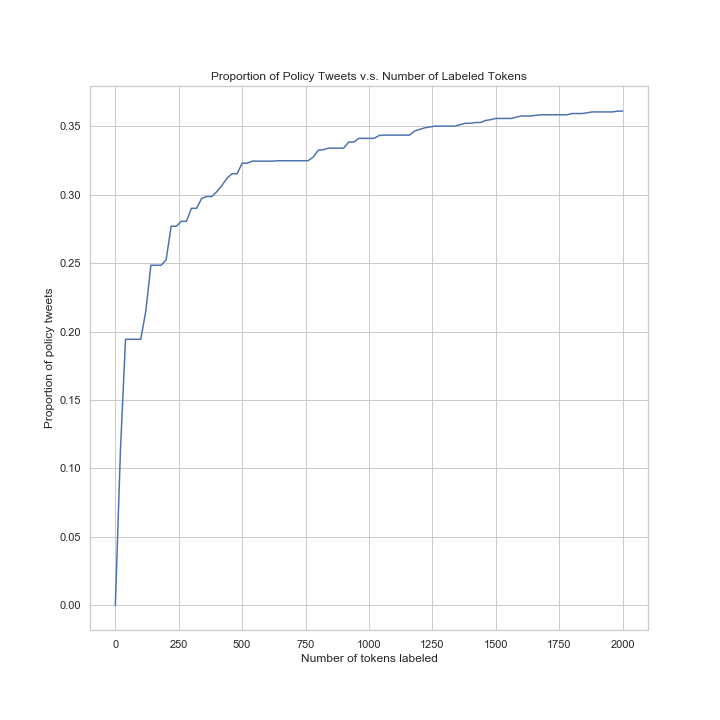 Proportion of Policy Tweets v.s. Number of Labeled Tokens
0.35
0.30
0.25
0.20
0.15
0.10
0.05
0.00
Proportion of policy tweets
0 250 500 750 1000 1250 1500 1750 2000
Number of tokens labeled